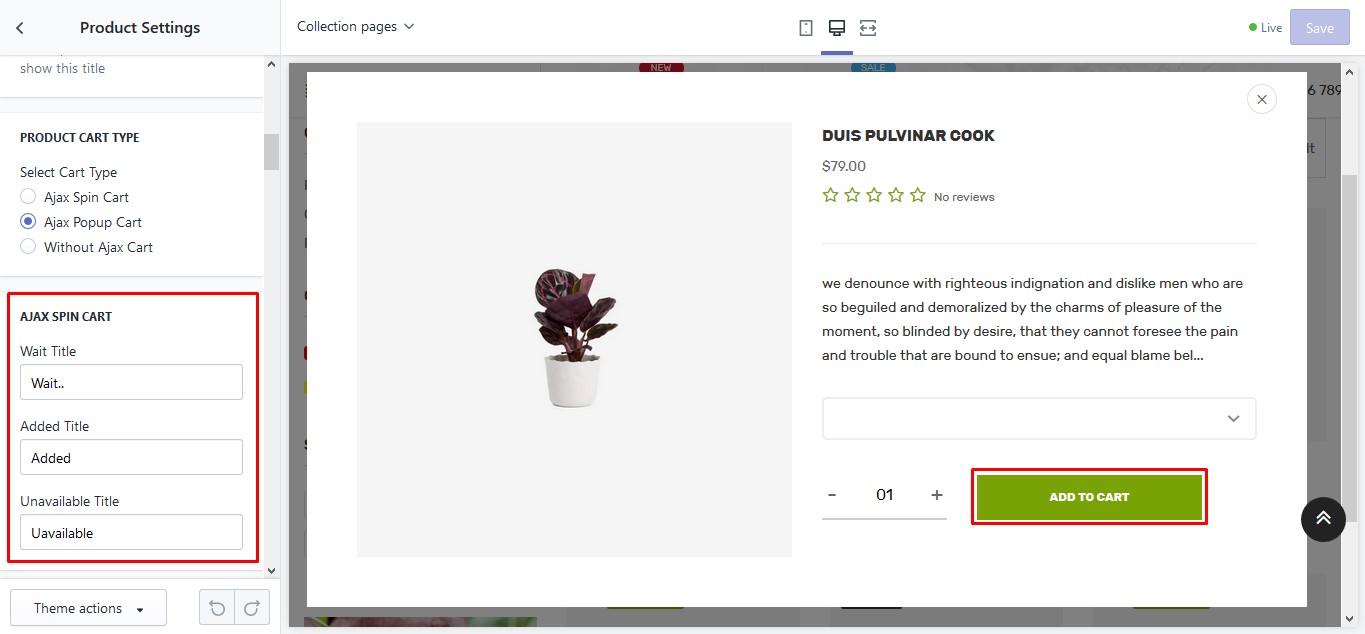 Product Settings
Collection pages
Live
Save
show this title
PRODUCT CART TYPE
Select Cart Type
Ajax Spin Cart
Ajax Popup Cart
Without Ajax Cart
AJAX SPIN CART
Wait Title
Wait..
Added Title
Added
Unavailable Title
Uavailable
Theme actions
NEW
SALE
6 789
lt
DUIS PULVINAR COOK
$79.00
No reviews
we denounce with righteous indignation and dislike men who are
so beguiled and demoralized by the charms of pleasure of the
moment, so blinded by desire, that they cannot foresee the pain
and trouble that are bound to ensue; and equal blame bel...
- 01 +
ADD TO CART